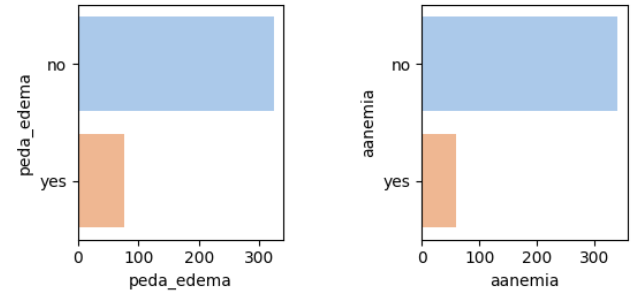 peda_edema
no
yes
0 100 200 300
peda_edema
aanemia
no
yes
0 100 200 300
aanemia